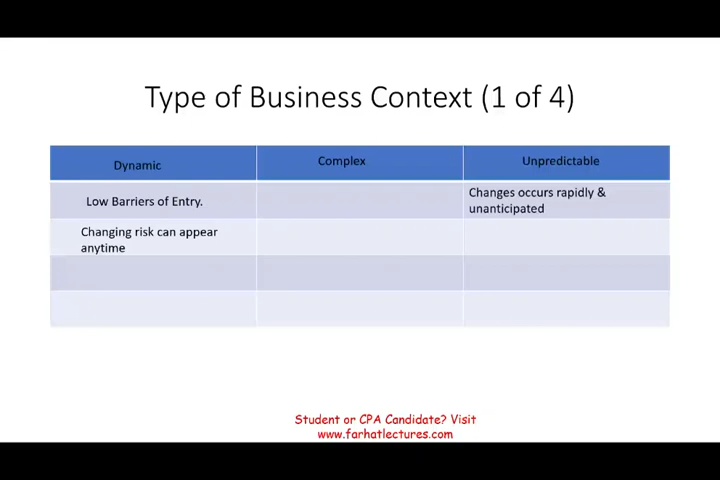 Type of Business Context (1 of 4)
Dynamic
Complex
Unpredictable
Low Barriers of Entry.
Changes occurs rapidly &
unanticipated
Changing risk can appear
anytime
Student or CPA Candidate? Visit
www.farhatlectures.com